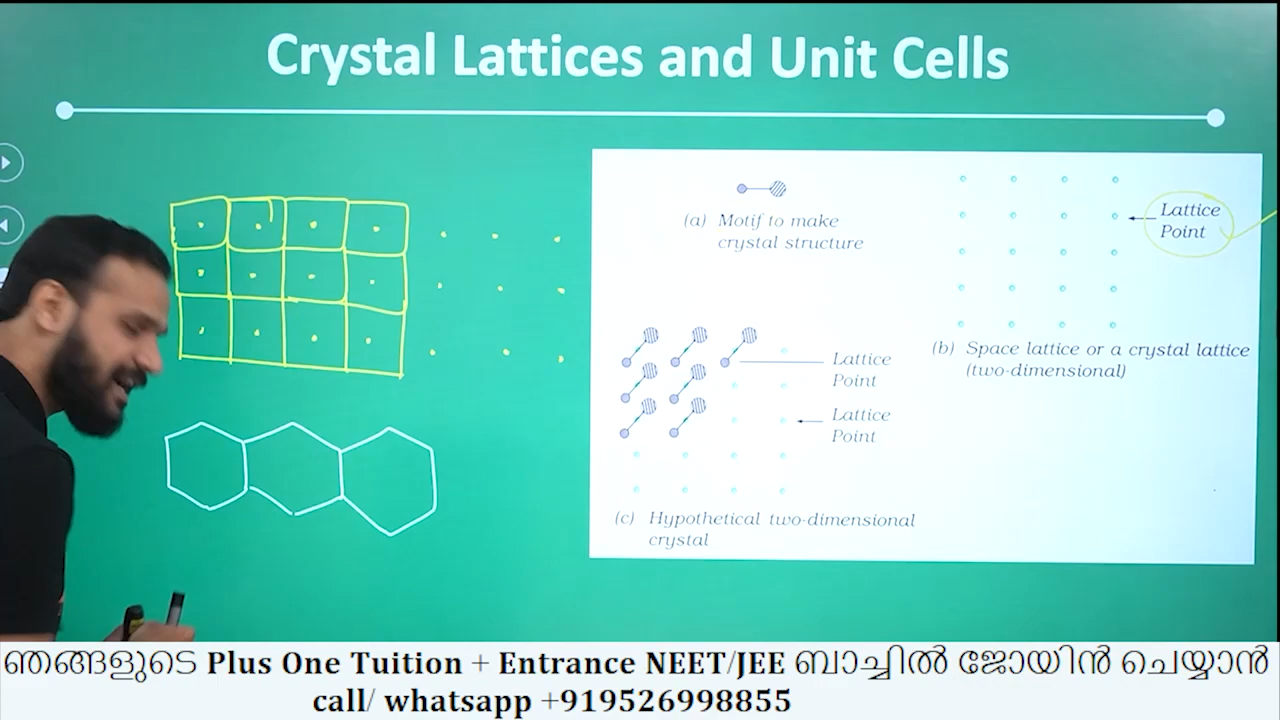 Crystal Lattices and Unit Cells
(a) Motif to make
crystal structure
Lattice
Point
(b) Space lattice or a crystal lattice
(two-dimensional)
Lattice
Point
Lattice
Point
(c) Hypothetical two-dimensional
crystal
ഞങ്ങളുടെ Plus One Tuition + Entrance NEET/JEE ബാച്ചിൽ ജോയിൻ ചെയ്യാൻ
call/ whatsapp +919526998855